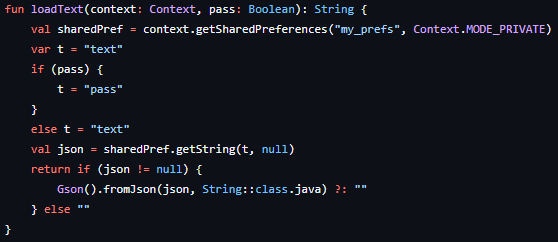 fun loadText(context: Context, pass: Boolean): String {
    val sharedPref = context.getSharedPreferences("my_prefs", Context.MODE_PRIVATE)
    var t = "text"
    if (pass) {
        t = "pass"
    }
    else t = "text"
    val json = sharedPref.getString(t, null)
    return if (json != null) {
        Gson().fromJson(json, String::class.java) ?: ""
    } else ""
}